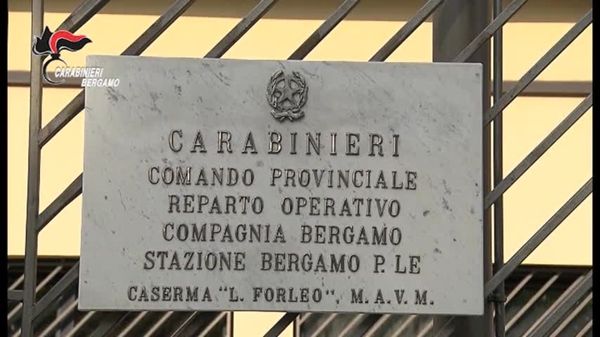 CARABINIERI
BERGAMO
CARABINIERI
COMANDO PROVINCIALE
REPARTO OPERATIVO
COMPAGNIA BERGAMO
STAZIONE BERGAMO P.LE
CASERMA "L. FORLEO", M.A.V.M.